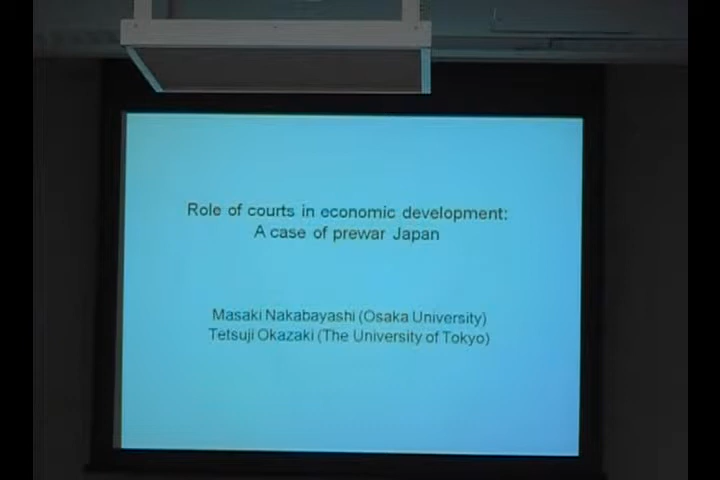 Role of courts in economic development:
A case of prewar Japan
Masaki Nakabayashi (Osaka University)
Tetsuji Okazaki (The University of Tokyo)